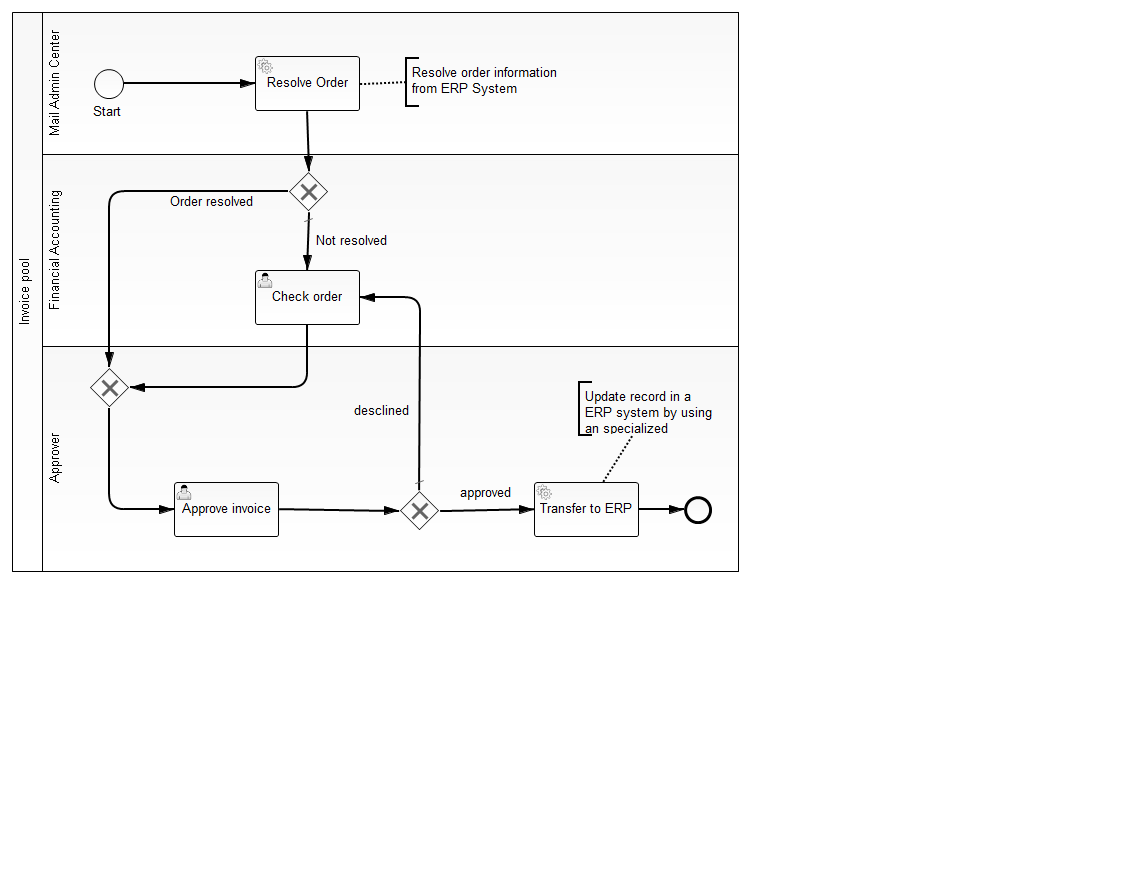 Invoice pool
Mail Admin Center
Start
Resolve Order
Resolve order information
from ERP System
Financial Accounting
Order resolved
Not resolved
Check order
Approver
desclined
Update record in a
ERP system by using
an specialized
Approve invoice
approved
Transfer to ERP